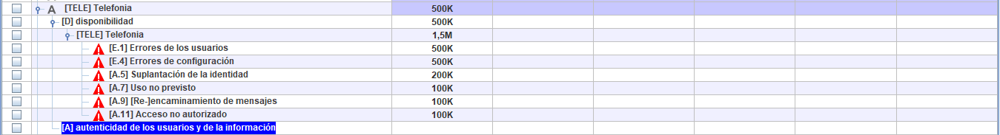 A [TELE] Telefonia 500K
[D] disponibilidad 500K
[TELE] Telefonia 1,5M
[E.1] Errores de los usuarios 500K
[E.4] Errores de configuración 500K
[A.5] Suplantación de la identidad 200K
[A.7] Uso no previsto 100K
[A.9] [Re-]encaminamiento de mensajes 100K
[A.11] Acceso no autorizado 100K
[A] autenticidad de los usuarios y de la información